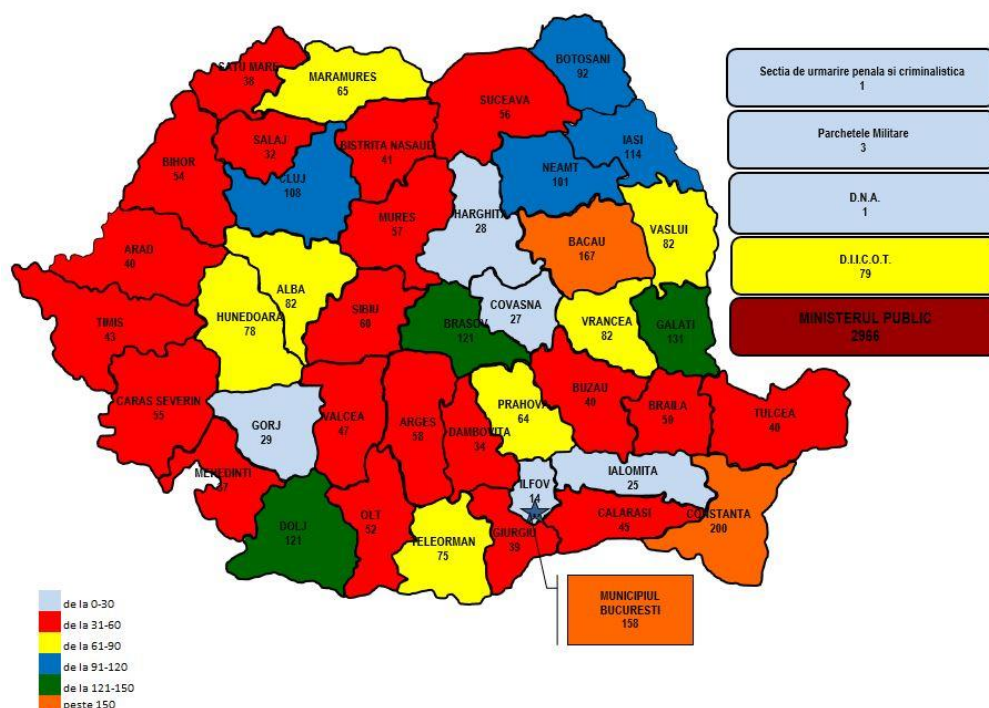 SATU MARE
38
MARAMURES
65
BOTOSANI
92
SUCEAVA
56
SALAJ
32
BISTRITA NASAUD
41
IASI
114
BIHOR
54
CLUJ
108
NEAMT
101
MURES
57
HARGHITA
28
BACAU
167
VASLUI
82
ARAD
40
ALBA
82
HUNEDOARA
78
SIBIU
60
BRASOV
121
COVASNA
27
VRANCEA
82
GALATI
131
TIMIS
43
CARAS SEVERIN
55
GORJ
29
VALCEA
47
ARGES
58
DAMBOVITA
34
PRAHOVA
64
BUZAU
40
BRAILA
59
TULCEA
40
MEHEDINTI
37
DOLJ
121
OLT
52
TELEORMAN
75
GIURGIU
39
ILFOV
14
IALOMITA
25
CALARASI
45
CONSTANTA
200
MUNICIPIUL
BUCURESTI
158
Sectia de urmarire penala si criminalistica
1
Parchetele Militare
3
D.N.A.
1
D.I.I.C.O.T.
79
MINISTERUL PUBLIC
2966
de la 0-30
de la 31-60
de la 61-90
de la 91-120
de la 121-150
peste 150